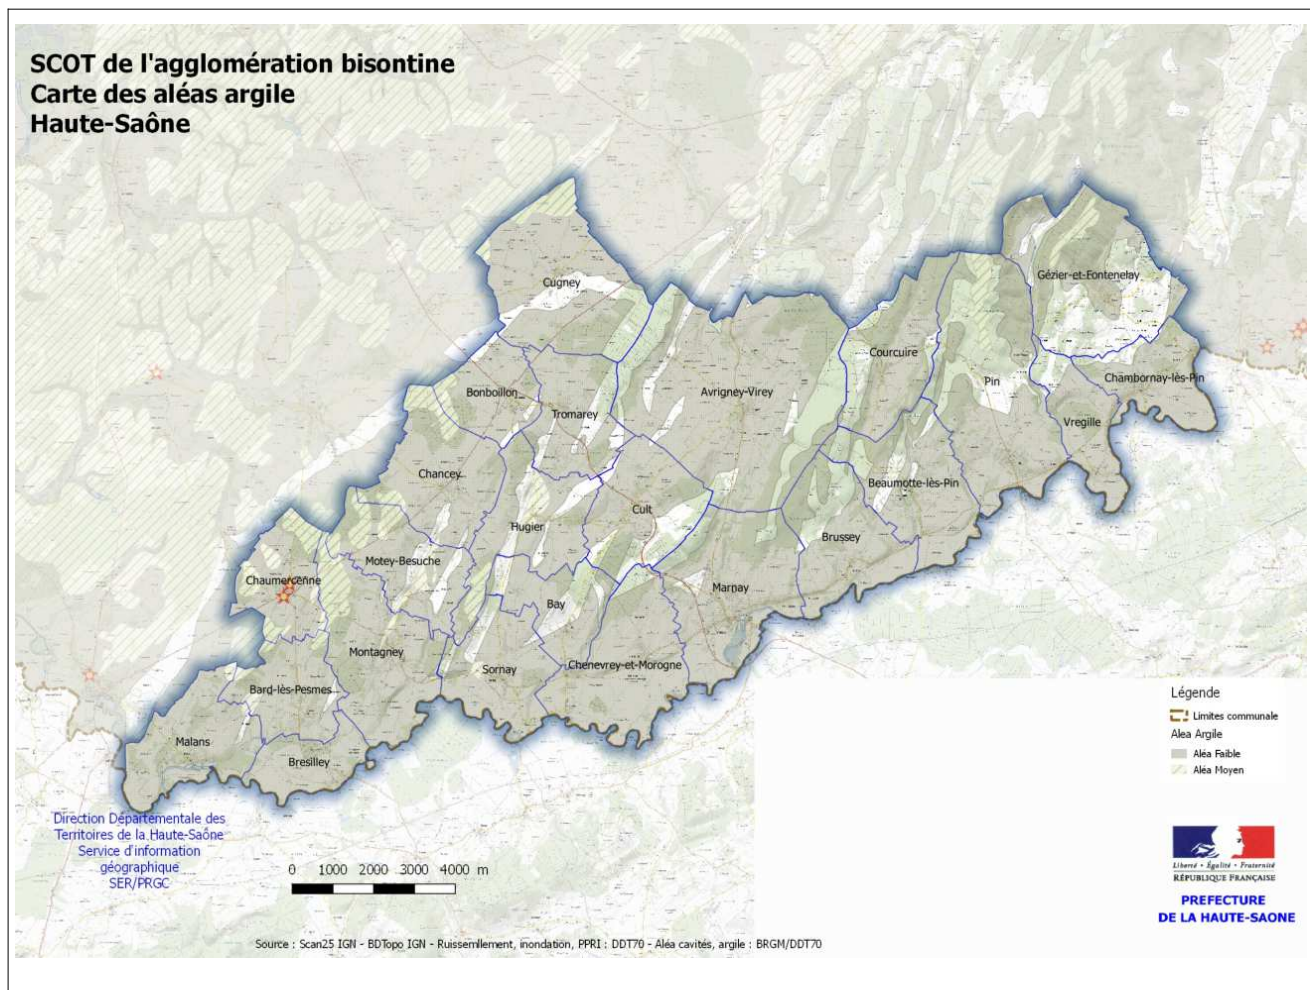 SCOT de l'agglomération bisontine
Carte des aléas argile
Haute-Saône
Gézier-et-Fontenelay
Cugney
Courcuire
Chambornay-lès-Pin
Pin
Bonboillon
Avrigney-Virey
Tromarey
Vregille
Chancey
Beaumotte-lès-Pin
Cult
Hugier
Brussey
Motey-Besuche
Chaumercenne
Marnay
Bay
Montagney
Sornay
Chenevrey-et-Morogne
Bard-lès-Pesmes
Malans
Bresilley
Légende
Limites communale
Alea Argile
Aléa Faible
Aléa Moyen
Direction Départementale des
Territoires de la Haute-Saône
Service d'information
géographique
SER/PRGC
0 1000 2000 3000 4000 m
Liberté • Égalité • Fraternité
RÉPUBLIQUE FRANÇAISE
PREFECTURE
DE LA HAUTE-SAONE
Source : Scan25 IGN - BDTopo IGN - Ruissemllement, inondation, PPRI : DDT70 - Aléa cavités, argile : BRGM/DDT70